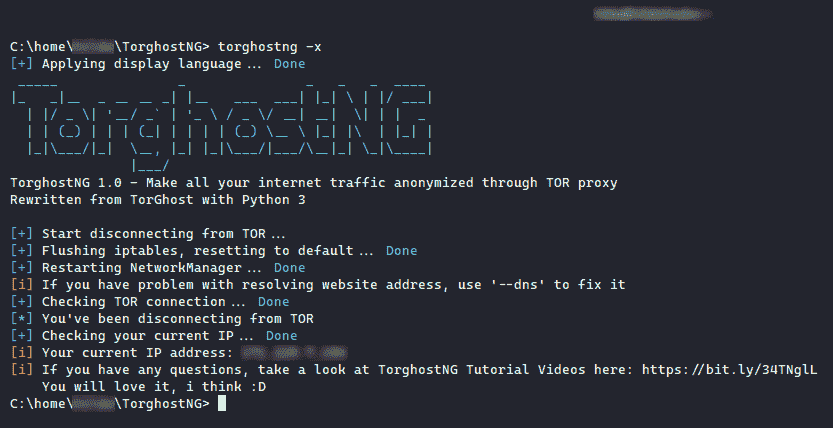 C:\home\ \TorghostNG> torghostng -x
[+] Applying display language... Done
TorghostNG
TorghostNG 1.0 - Make all your internet traffic anonymized through TOR proxy
Rewritten from TorGhost with Python 3
[+] Start disconnecting from TOR...
[+] Flushing iptables, resetting to default... Done
[+] Restarting NetworkManager... Done
[i] If you have problem with resolving website address, use '--dns' to fix it
[+] Checking TOR connection... Done
[*] You've been disconnecting from TOR
[+] Checking your current IP... Done
[i] Your current IP address:
[i] If you have any questions, take a look at TorghostNG Tutorial Videos here: https://bit.ly/34TNglL
You will love it, i think :D
C:\home\ \TorghostNG>